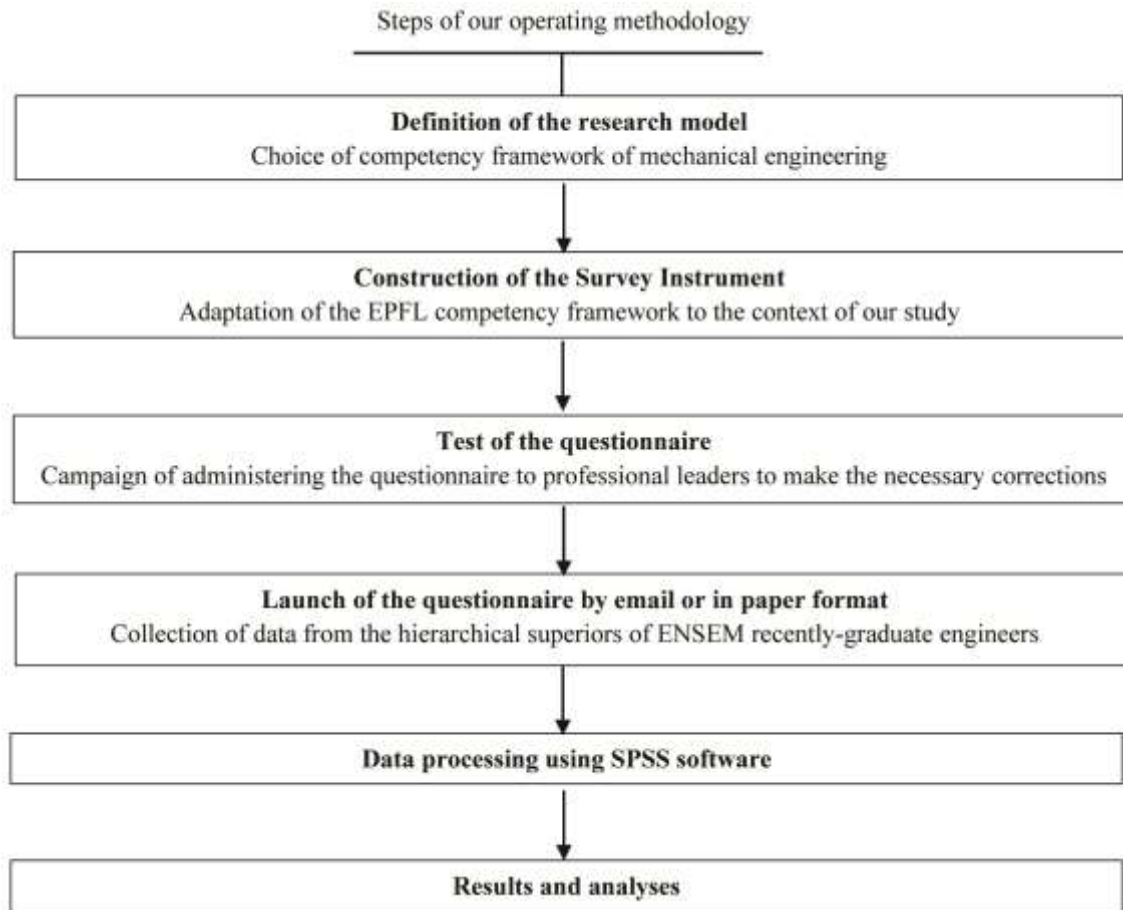 Steps of our operating methodology
Definition of the research model
Choice of competency framework of mechanical engineering
Construction of the Survey Instrument
Adaptation of the EPFL competency framework to the context of our study
Test of the questionnaire
Campaign of administering the questionnaire to professional leaders to make the necessary corrections
Launch of the questionnaire by email or in paper format
Collection of data from the hierarchical superiors of ENSEM recently-graduate engineers
Data processing using SPSS software
Results and analyses